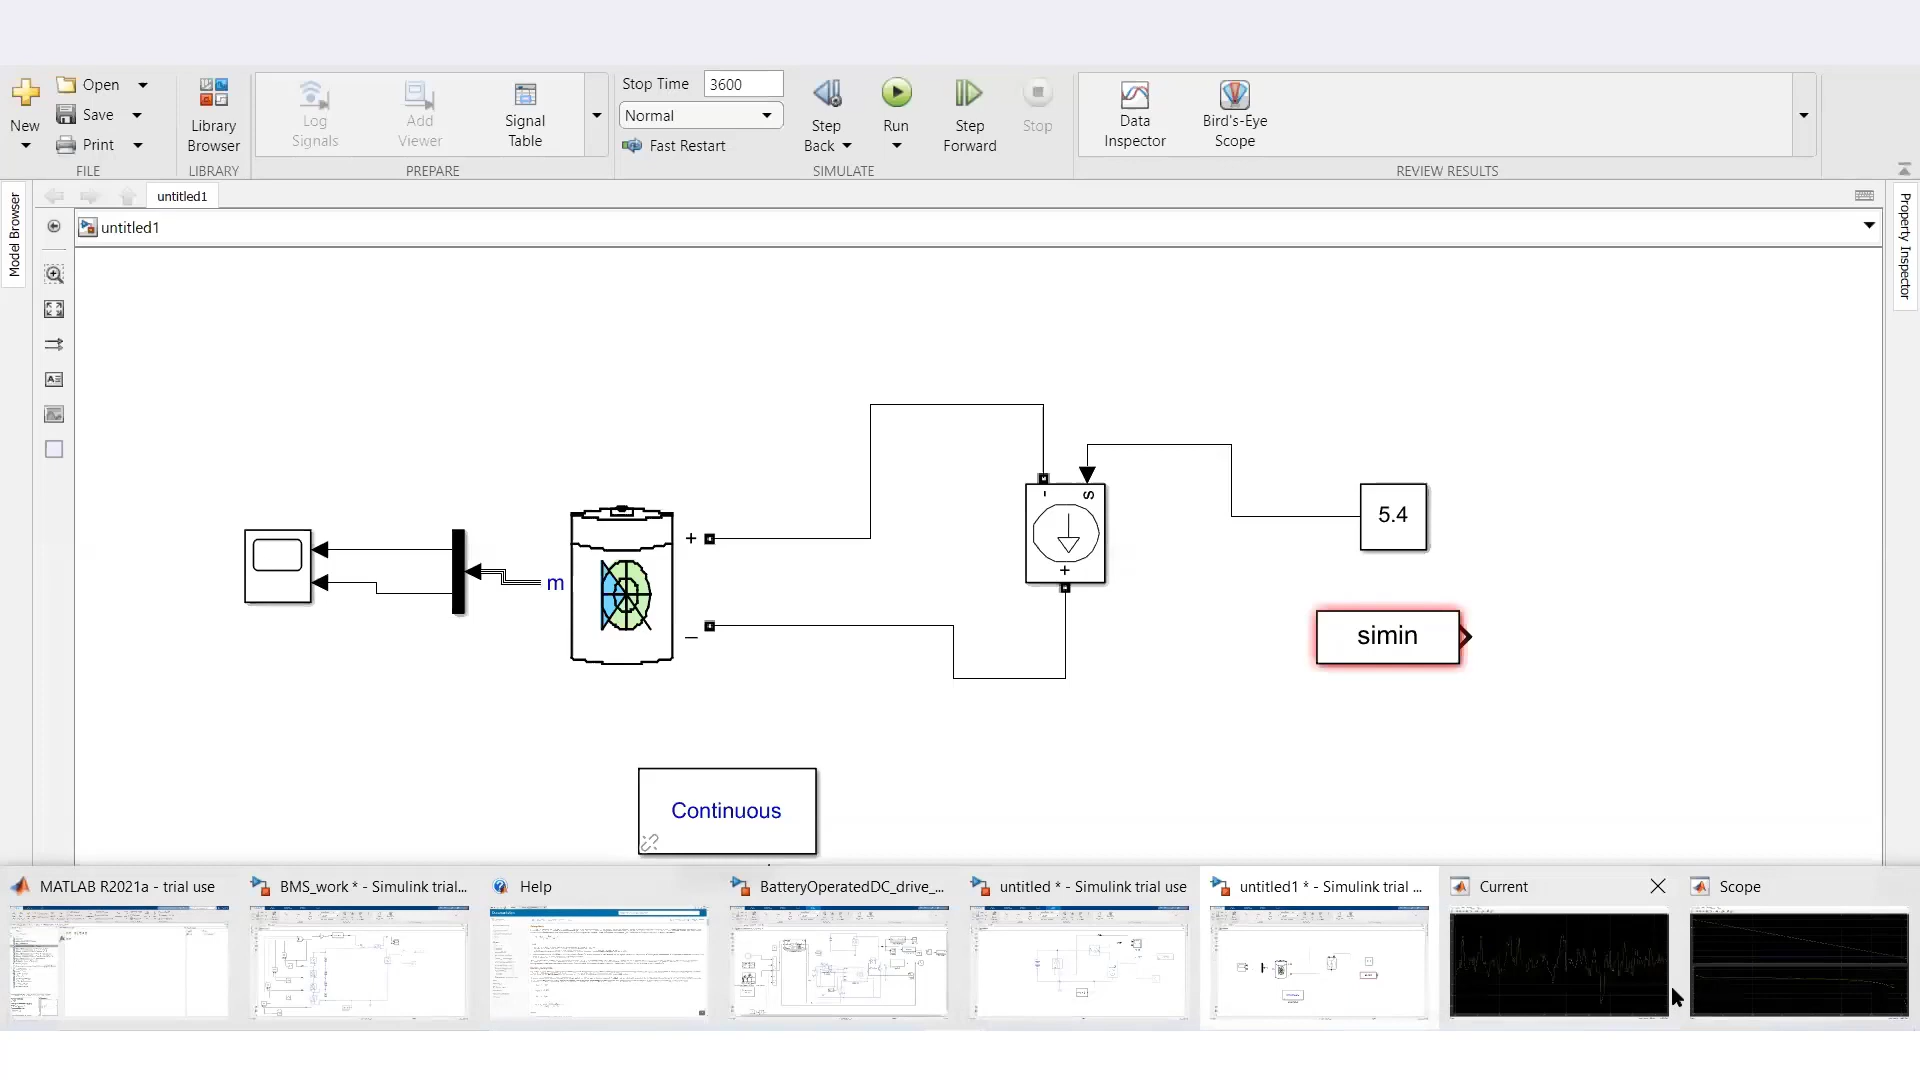 New
Open
Save
Print
FILE
Library
Browser
LIBRARY
Log
Signals
Add
Viewer
Signal
Table
PREPARE
Stop Time 3600
Normal
Fast Restart
Step
Back
Run
Step
Forward
Stop
SIMULATE
Data
Inspector
Bird's-Eye
Scope
REVIEW RESULTS
Model Browser
untitled1
untitled1
Property Inspector
m
+
_
-
s
+
5.4
simin
Continuous
MATLAB R2021a - trial use
BMS_work * - Simulink trial...
Help
BatteryOperatedDC_drive_...
untitled * - Simulink trial use
untitled1 * - Simulink trial ...
Current
Scope